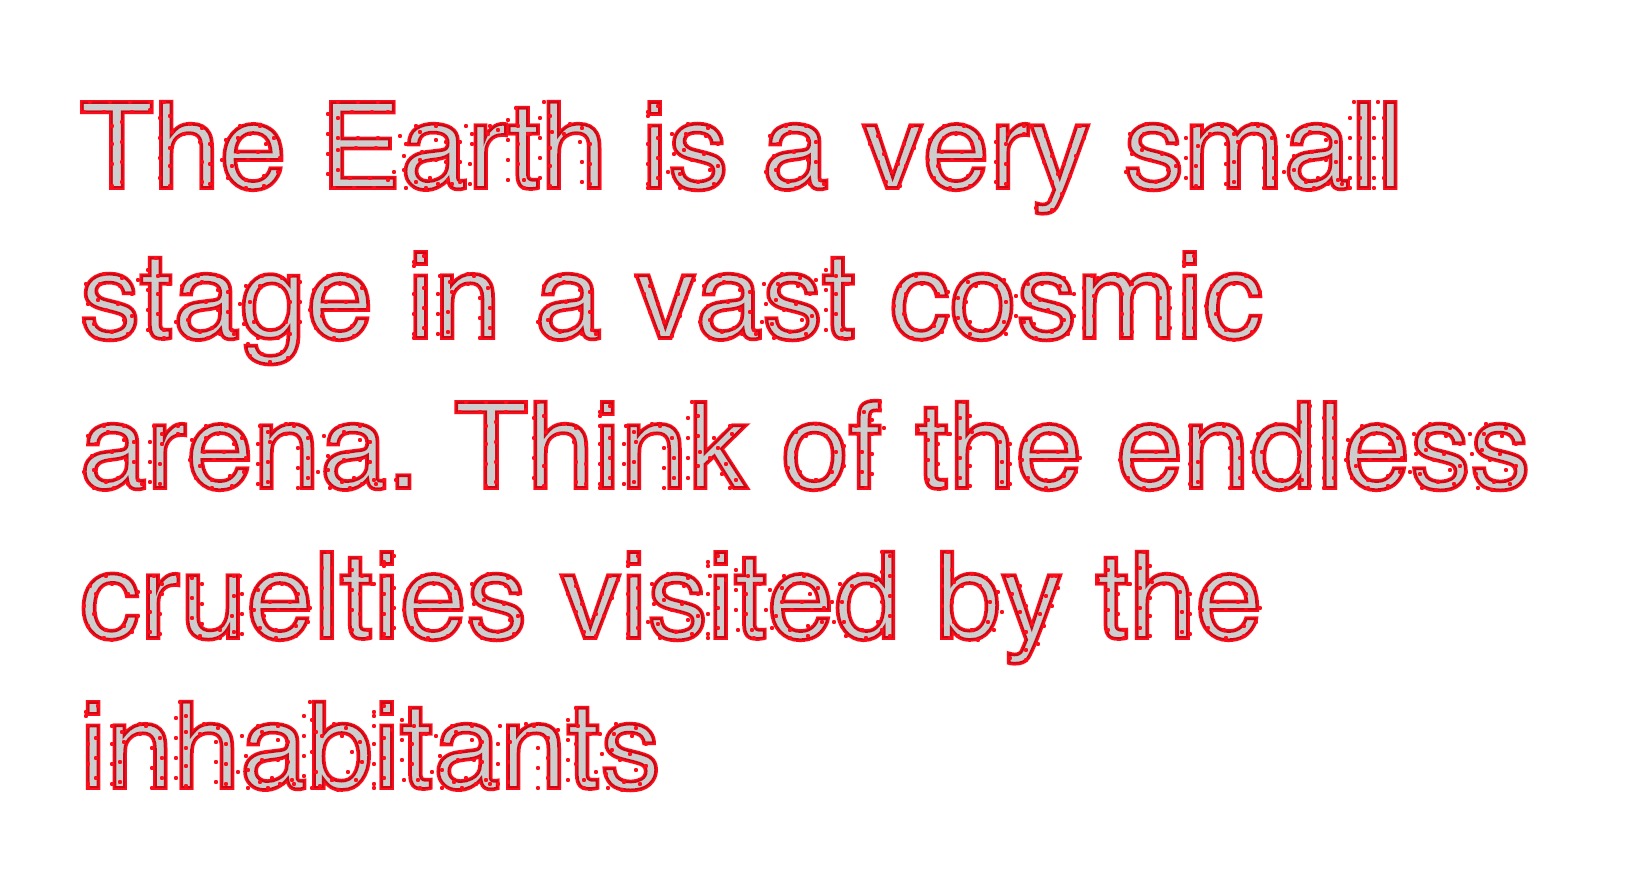 The Earth is a very small
stage in a vast cosmic
arena. Think of the endless
cruelties visited by the
inhabitants